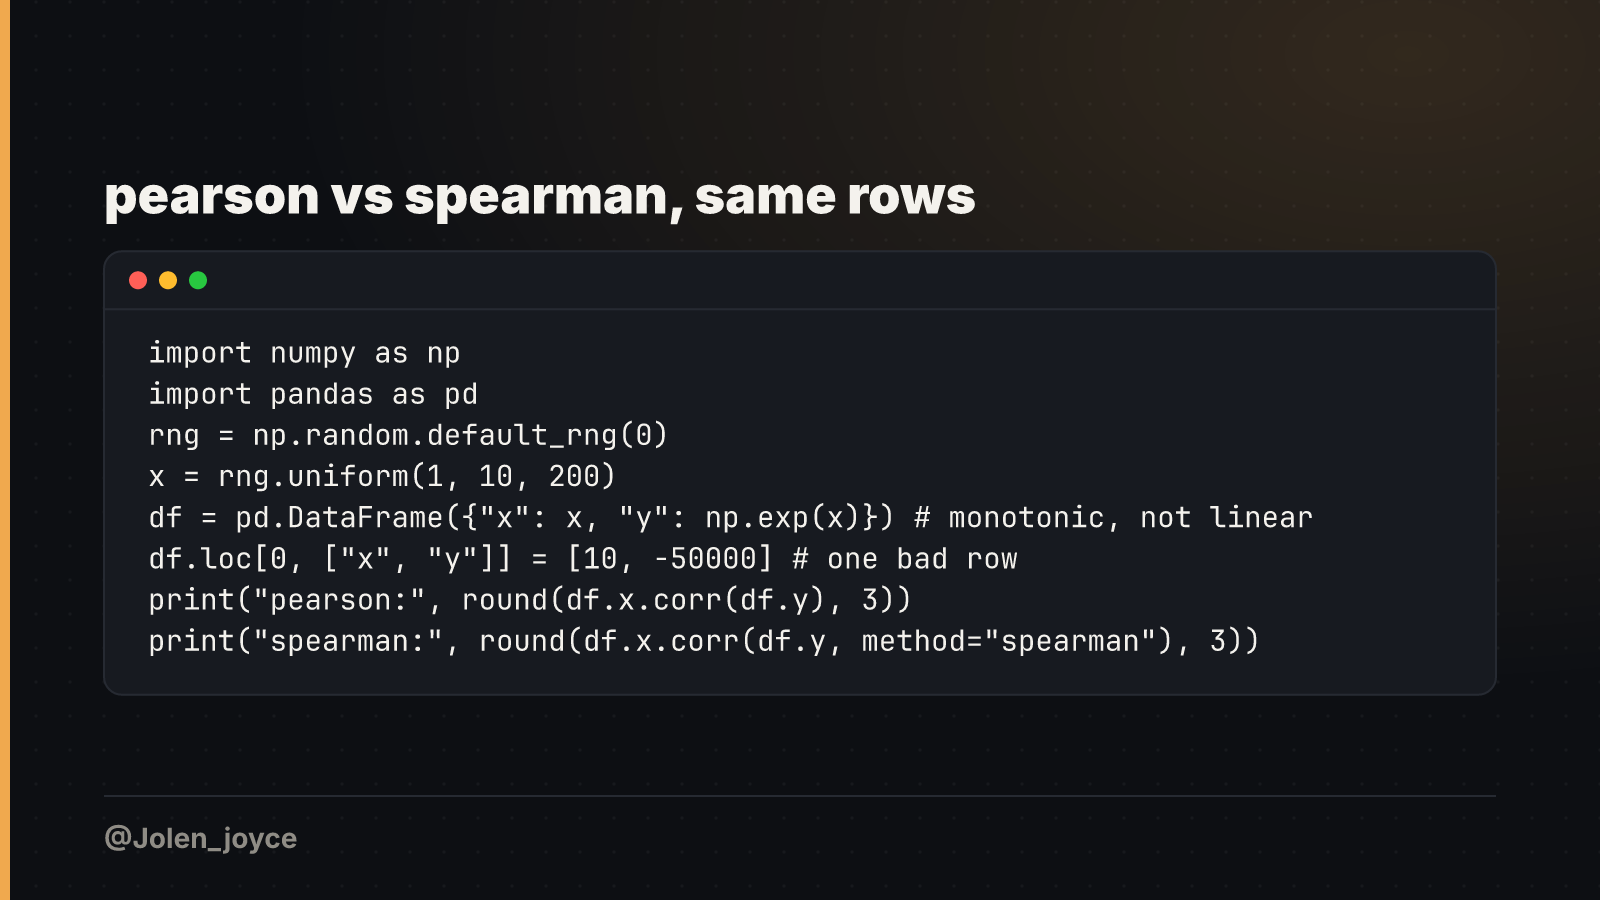 pearson vs spearman, same rows
import numpy as np
import pandas as pd
rng = np.random.default_rng(0)
x = rng.uniform(1, 10, 200)
df = pd.DataFrame({"x": x, "y": np.exp(x)}) # monotonic, not linear
df.loc[0, ["x", "y"]] = [10, -50000] # one bad row
print("pearson:", round(df.x.corr(df.y), 3))
print("spearman:", round(df.x.corr(df.y, method="spearman"), 3))
@Jolen_joyce